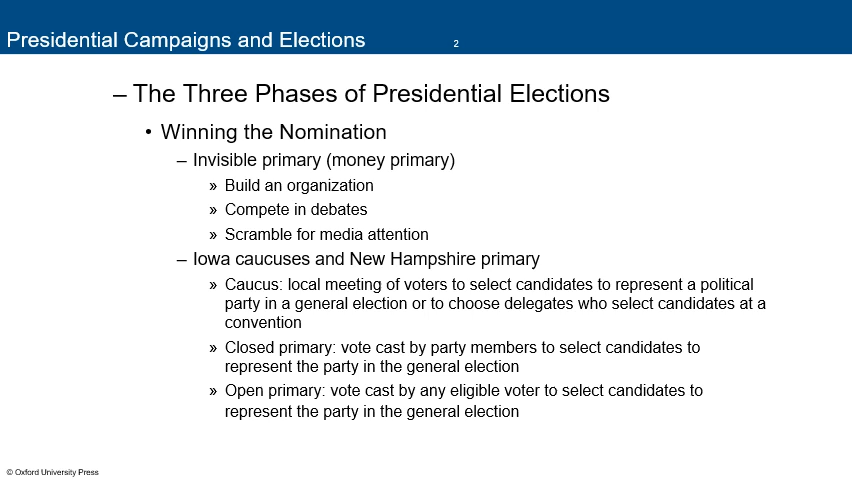 Presidential Campaigns and Elections
2
– The Three Phases of Presidential Elections
• Winning the Nomination
– Invisible primary (money primary)
» Build an organization
» Compete in debates
» Scramble for media attention
– Iowa caucuses and New Hampshire primary
» Caucus: local meeting of voters to select candidates to represent a political
party in a general election or to choose delegates who select candidates at a
convention
» Closed primary: vote cast by party members to select candidates to
represent the party in the general election
» Open primary: vote cast by any eligible voter to select candidates to
represent the party in the general election
© Oxford University Press